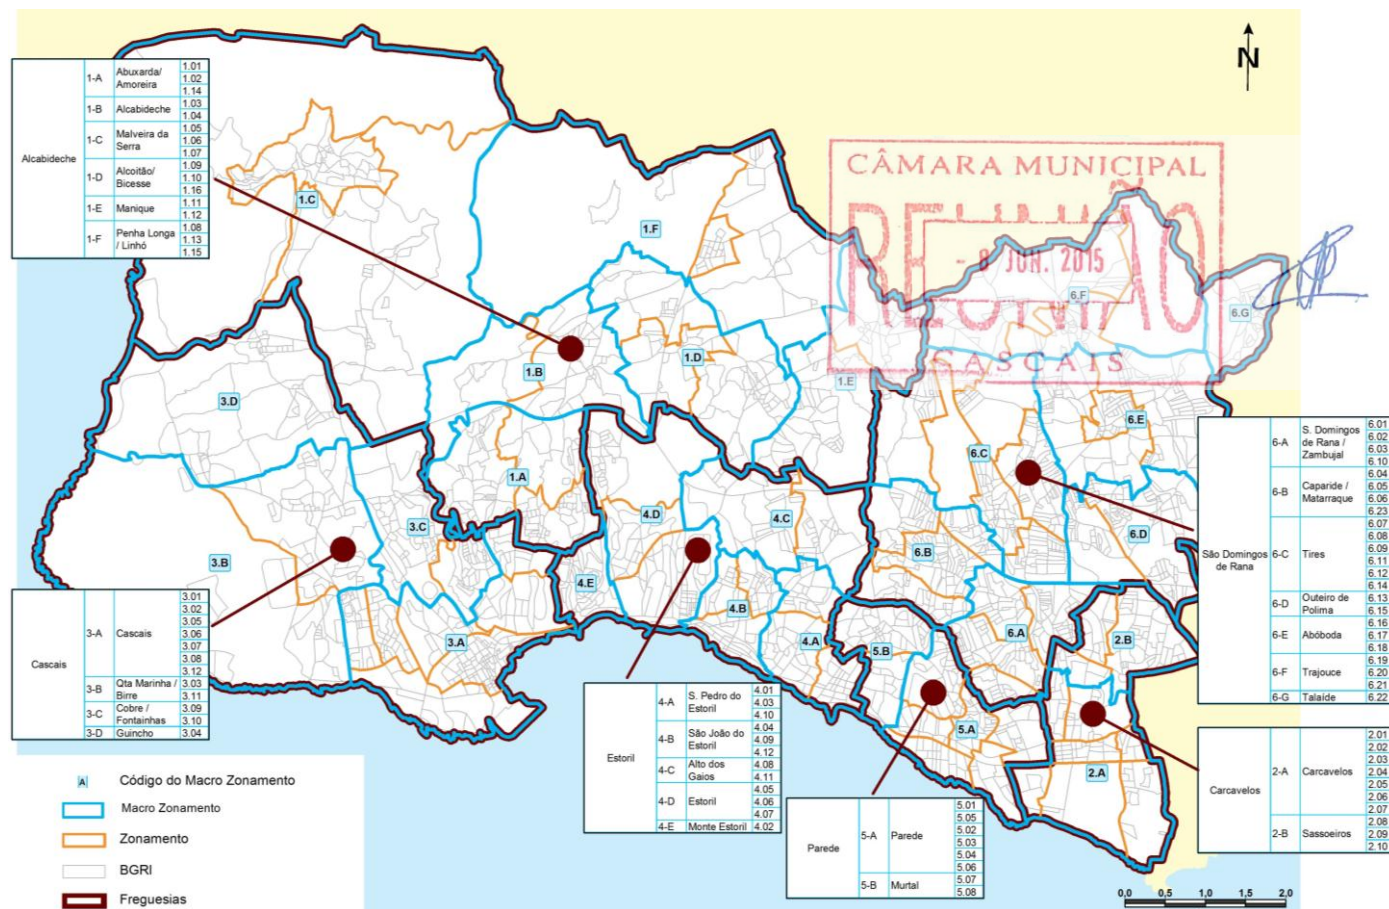 N
CÂMARA MUNICIPAL
REUNIÃO
- 8 JUN. 2015
CASCAIS
Alcabideche
1-A Abuxarda/ Amoreira 1.01 1.02 1.14
1-B Alcabideche 1.03 1.04
1-C Malveira da Serra 1.05 1.06 1.07
1-D Alcoitão/ Bicesse 1.09 1.10 1.16
1-E Manique 1.11 1.12
1-F Penha Longa / Linhó 1.08 1.13 1.15
1.C
1.F
1.B
1.D
1.E
1.A
6.F
6.G
3.D
3.C
3.B
3.A
4.D
4.C
4.E
4.B
4.A
6.C
6.E
6.B
6.D
6.A
5.B
5.A
2.B
2.A
São Domingos de Rana
6-A S. Domingos de Rana / Zambujal 6.01 6.02 6.03 6.10
6-B Caparide / Matarraque 6.04 6.05 6.06 6.23
6-C Tires 6.07 6.08 6.09 6.11 6.12 6.14
6-D Outeiro de Polima 6.13 6.15
6-E Abóboda 6.16 6.17 6.18
6-F Trajouce 6.19 6.20 6.21
6-G Talaíde 6.22
Cascais
3-A Cascais 3.01 3.02 3.05 3.06 3.07 3.08 3.12
3-B Qta Marinha / Birre 3.03 3.11
3-C Cobre / Fontainhas 3.09 3.10
3-D Guincho 3.04
Estoril
4-A S. Pedro do Estoril 4.01 4.03 4.10
4-B São João do Estoril 4.04 4.09 4.12
4-C Alto dos Gaios 4.08 4.11
4-D Estoril 4.05 4.06 4.07
4-E Monte Estoril 4.02
Parede
5-A Parede 5.01 5.05 5.02 5.03 5.04 5.06
5-B Murtal 5.07 5.08
Carcavelos
2-A Carcavelos 2.01 2.02 2.03 2.04 2.05 2.06 2.07
2-B Sassoeiros 2.08 2.09 2.10
A Código do Macro Zonamento
Macro Zonamento
Zonamento
BGRI
Freguesias
0,0 0,5 1,0 1,5 2,0